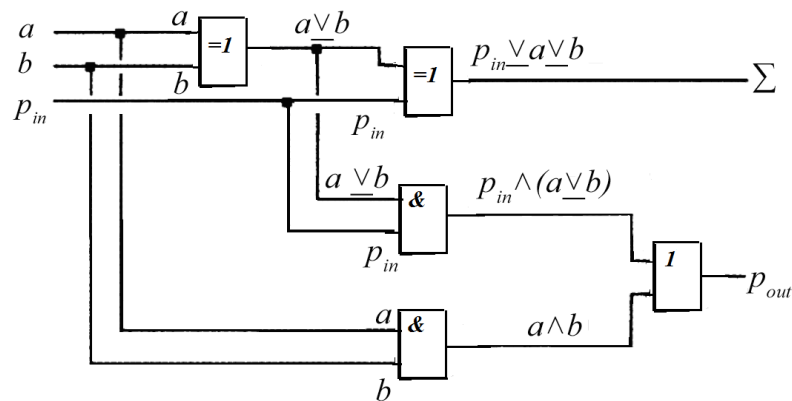 a
a
=1
a⊻b
p_in⊻a⊻b
b
b
=1
Σ
p_in
p_in
a ⊻b
&
p_in∧(a⊻b)
p_in
1
p_out
a
&
a∧b
b